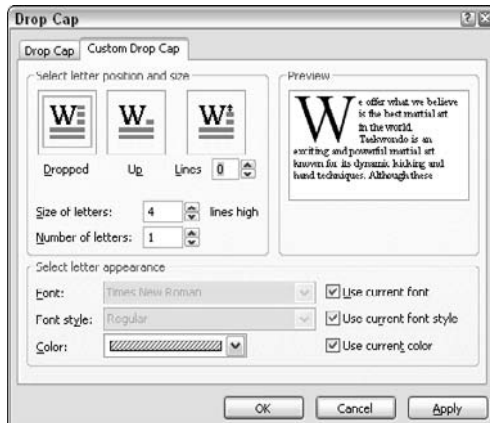 Drop Cap
Drop Cap Custom Drop Cap
Select letter position and size
Preview
W W W
Dropped Up Lines 0
Size of letters: 4 lines high
Number of letters: 1
We offer what we believe
is the best martial art
in the world.
Taekwondo is an
exciting and powerful martial art
known for its dynamic kicking and
hand techniques. Although these
Select letter appearance
Font: Times New Roman Use current font
Font style: Regular Use current font style
Color: Use current color
OK Cancel Apply